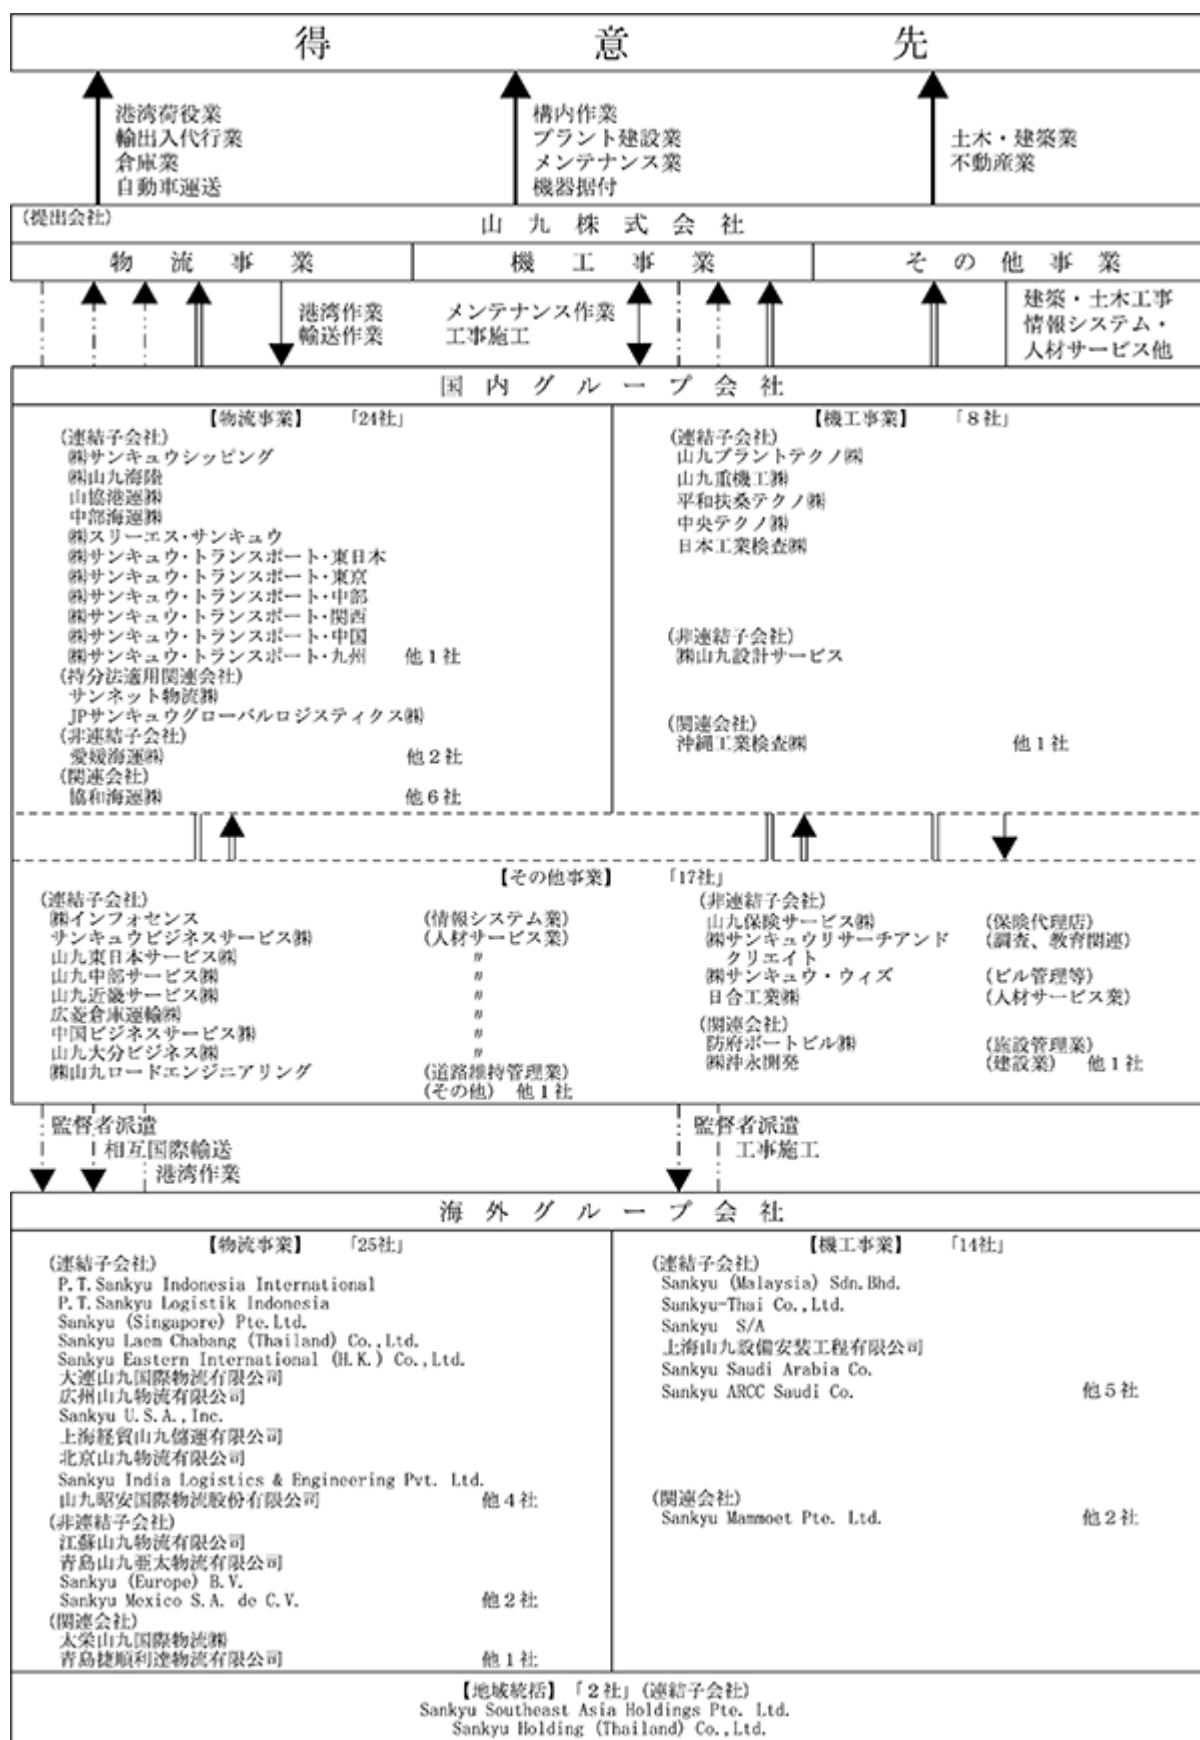 得意先
港湾荷役業
輸出入代行業
倉庫業
自動車運送
構内作業
プラント建設業
メンテナンス業
機器据付
土木・建築業
不動産業
(提出会社)
山九株式会社
物流事業
機工事業
その他事業
港湾作業
輸送作業
メンテナンス作業
工事施工
建築・土木工事
情報システム・
人材サービス他
国内グループ会社
【物流事業】 「24社」
(連結子会社)
㈱サンキュウシッピング
㈱山九海陸
山協港運㈱
中部海運㈱
㈱スリーエス・サンキュウ
㈱サンキュウ・トランスポート・東日本
㈱サンキュウ・トランスポート・東京
㈱サンキュウ・トランスポート・中部
㈱サンキュウ・トランスポート・関西
㈱サンキュウ・トランスポート・中国
㈱サンキュウ・トランスポート・九州 他1社
(持分法適用関連会社)
サンネット物流㈱
JPサンキュウグローバルロジスティクス㈱
(非連結子会社)
愛媛海運㈱ 他2社
(関連会社)
協和海運㈱ 他6社
【機工事業】 「8社」
(連結子会社)
山九プラントテクノ㈱
山九重機工㈱
平和扶桑テクノ㈱
中央テクノ㈱
日本工業検査㈱
(非連結子会社)
㈱山九設計サービス
(関連会社)
沖縄工業検査㈱ 他1社
【その他事業】 「17社」
(連結子会社)
㈱インフォセンス (情報システム業)
サンキュウビジネスサービス㈱ (人材サービス業)
山九東日本サービス㈱ 〃
山九中部サービス㈱ 〃
山九近畿サービス㈱ 〃
広菱倉庫運輸㈱ 〃
中国ビジネスサービス㈱ 〃
山九大分ビジネス㈱ 〃
㈱山九ロードエンジニアリング (道路維持管理業)
(その他) 他1社
(非連結子会社)
山九保険サービス㈱ (保険代理店)
㈱サンキュウリサーチアンド (調査、教育関連)
クリエイト
㈱サンキュウ・ウィズ (ビル管理等)
日合工業㈱ (人材サービス業)
(関連会社)
防府ポートビル㈱ (施設管理業)
㈱沖永開発 (建設業) 他1社
監督者派遣
相互国際輸送
港湾作業
監督者派遣
工事施工
海外グループ会社
【物流事業】 「25社」
(連結子会社)
P.T.Sankyu Indonesia International
P.T.Sankyu Logistik Indonesia
Sankyu (Singapore) Pte.Ltd.
Sankyu Laem Chabang (Thailand) Co.,Ltd.
Sankyu Eastern International (H.K.) Co.,Ltd.
大連山九国際物流有限公司
広州山九物流有限公司
Sankyu U.S.A.,Inc.
上海経貿山九儲運有限公司
北京山九物流有限公司
Sankyu India Logistics & Engineering Pvt. Ltd.
山九昭安国際物流股份有限公司 他4社
(非連結子会社)
江蘇山九物流有限公司
青島山九亜太物流有限公司
Sankyu (Europe) B.V.
Sankyu Mexico S.A. de C.V. 他2社
(関連会社)
太栄山九国際物流㈱
青島捷順利達物流有限公司 他1社
【機工事業】 「14社」
(連結子会社)
Sankyu (Malaysia) Sdn.Bhd.
Sankyu-Thai Co.,Ltd.
Sankyu S/A
上海山九設備安装工程有限公司
Sankyu Saudi Arabia Co.
Sankyu ARCC Saudi Co. 他5社
(関連会社)
Sankyu Mammoet Pte. Ltd. 他2社
【地域統括】「2社」(連結子会社)
Sankyu Southeast Asia Holdings Pte. Ltd.
Sankyu Holding (Thailand) Co.,Ltd.